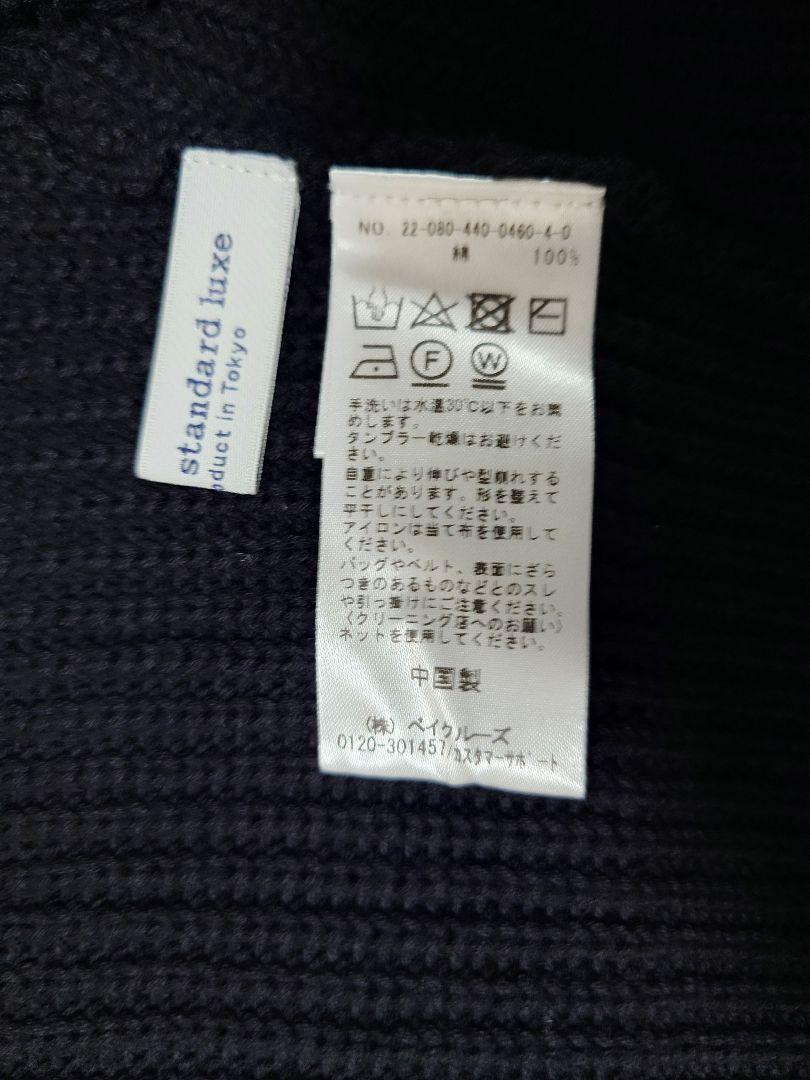 standard luxe
oduct in Tokyo
NO. 22-080-440-0460-4-0
綿 100%
F
W
手洗いは水温30℃以下をお薦
めします。
タンブラー乾燥はお避けくだ
さい。
自重により伸びや型崩れする
ことがあります。形を整えて
平干しにしてください。
アイロンは当て布を使用して
ください。
バッグやベルト、表面にざら
つきのあるものなどとのスレ
や引っ掛けにご注意ください。
〈クリーニング店へのお願い〉
ネットを使用してください。
中国製
(株) ベイクルーズ
0120-301457/カスタマーサポート